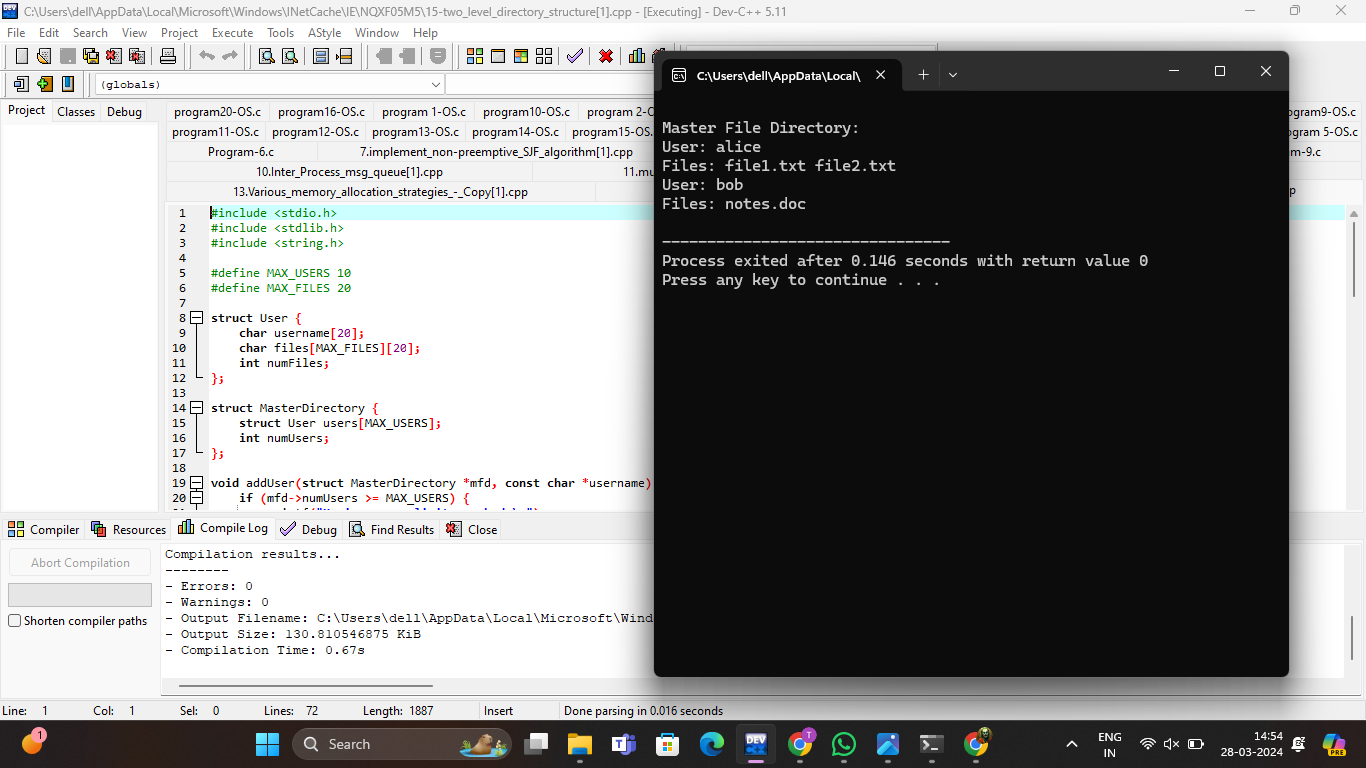 C:\Users\dell\AppData\Local\Microsoft\Windows\INetCache\IE\NQXF05M5\15-two_level_directory_structure[1].cpp - [Executing] - Dev-C++ 5.11
File Edit Search View Project Execute Tools AStyle Window Help
(globals)
Project Classes Debug
program20-OS.c program16-OS.c program 1-OS.c program10-OS.c program 2-O
ogram9-OS.c
program11-OS.c program12-OS.c program13-OS.c program14-OS.c program15-OS.
ogram 5-OS.c
Program-6.c 7.implement_non-preemptive_SJF_algorithm[1].cpp
m-9.c
10.Inter_Process_msg_queue[1].cpp 11.mu
13.Various_memory_allocation_strategies_-_Copy[1].cpp
p
1 #include <stdio.h>
2 #include <stdlib.h>
3 #include <string.h>
4
5 #define MAX_USERS 10
6 #define MAX_FILES 20
7
8 struct User {
9 char username[20];
10 char files[MAX_FILES][20];
11 int numFiles;
12 };
13
14 struct MasterDirectory {
15 struct User users[MAX_USERS];
16 int numUsers;
17 };
18
19 void addUser(struct MasterDirectory *mfd, const char *username)
20 if (mfd->numUsers >= MAX_USERS) {
C:\Users\dell\AppData\Local\
Master File Directory:
User: alice
Files: file1.txt file2.txt
User: bob
Files: notes.doc
--------------------------------
Process exited after 0.146 seconds with return value 0
Press any key to continue . . .
Compiler Resources Compile Log Debug Find Results Close
Abort Compilation
Shorten compiler paths
Compilation results...
--------
- Errors: 0
- Warnings: 0
- Output Filename: C:\Users\dell\AppData\Local\Microsoft\Wind
- Output Size: 130.810546875 KiB
- Compilation Time: 0.67s
Line: 1 Col: 1 Sel: 0 Lines: 72 Length: 1887 Insert Done parsing in 0.016 seconds
1
Search
DEV
T
ENG
IN
14:54
28-03-2024
PRE